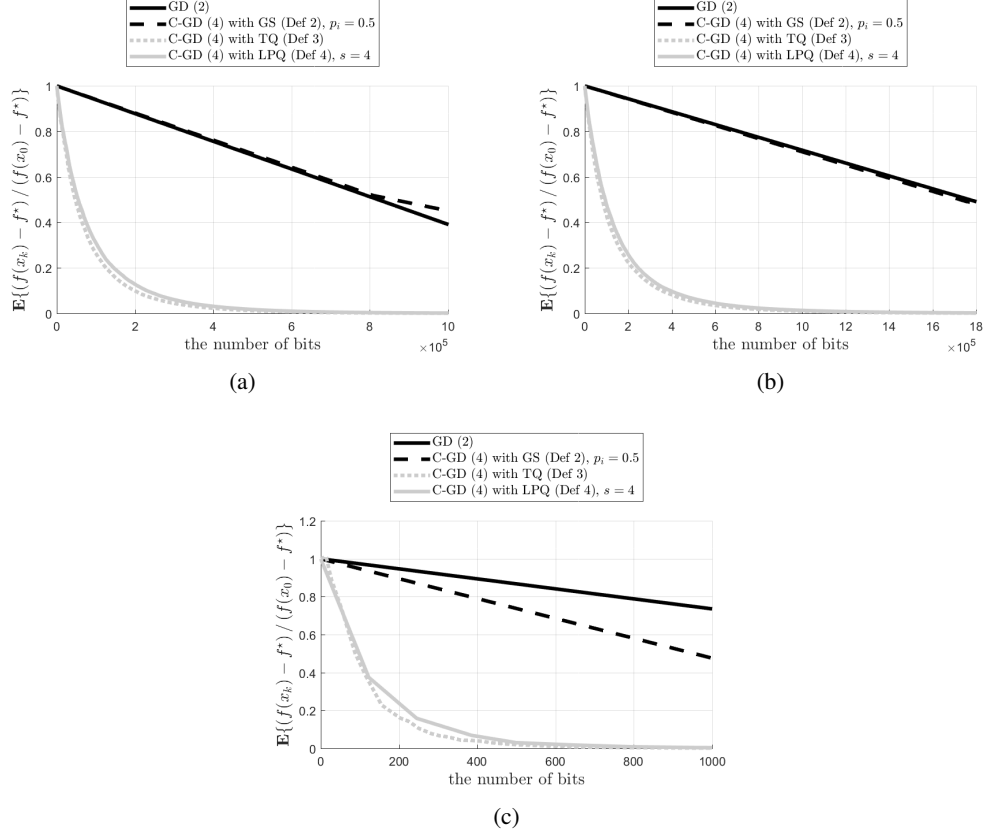 GD (2)
C-GD (4) with GS (Def 2), $p_i = 0.5$
C-GD (4) with TQ (Def 3)
C-GD (4) with LPQ (Def 4), $s = 4$
E{(f(x_k) − f⋆) / (f(x_0) − f⋆)}
1
0.8
0.6
0.4
0.2
0
0 2 4 6 8 10
×10⁵
the number of bits
(a)
GD (2)
C-GD (4) with GS (Def 2), $p_i = 0.5$
C-GD (4) with TQ (Def 3)
C-GD (4) with LPQ (Def 4), $s = 4$
E{(f(x_k) − f⋆) / (f(x_0) − f⋆)}
1
0.8
0.6
0.4
0.2
0
0 2 4 6 8 10 12 14 16 18
×10⁵
the number of bits
(b)
GD (2)
C-GD (4) with GS (Def 2), $p_i = 0.5$
C-GD (4) with TQ (Def 3)
C-GD (4) with LPQ (Def 4), $s = 4$
E{(f(x_k) − f⋆) / (f(x_0) − f⋆)}
1.2
1
0.8
0.6
0.4
0.2
0
0 200 400 600 800 1000
the number of bits
(c)